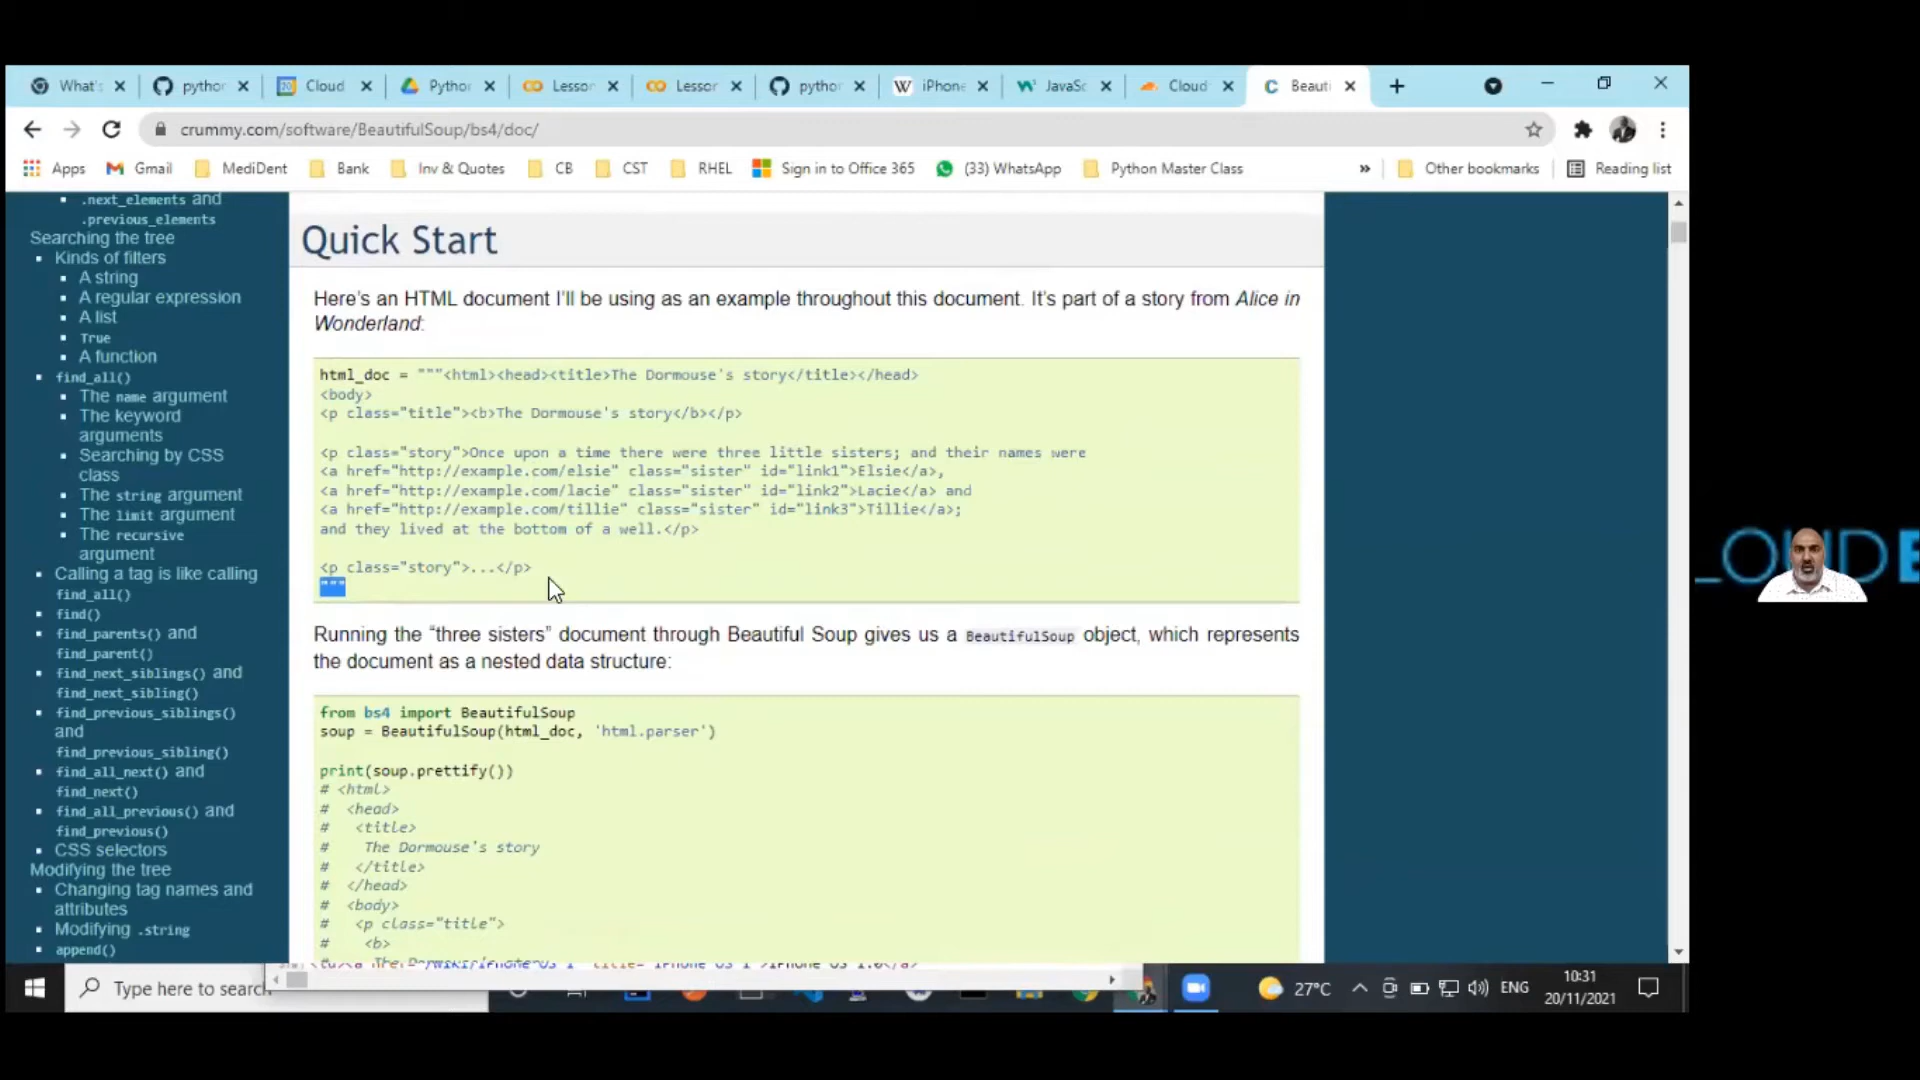 What's
pythor
Cloud
Pythor
Lessor
Lessor
pythor
iPhone
JavaSc
Cloud
Beauti
crummy.com/software/BeautifulSoup/bs4/doc/
Apps
Gmail
MediDent
Bank
Inv & Quotes
CB
CST
RHEL
Sign in to Office 365
(33) WhatsApp
Python Master Class
»
Other bookmarks
Reading list
.next_elements and
.previous_elements
Searching the tree
Kinds of filters
A string
A regular expression
A list
True
A function
find_all()
The name argument
The keyword
arguments
Searching by CSS
class
The string argument
The limit argument
The recursive
argument
Calling a tag is like calling
find_all()
find()
find_parents() and
find_parent()
find_next_siblings() and
find_next_sibling()
find_previous_siblings()
and
find_previous_sibling()
find_all_next() and
find_next()
find_all_previous() and
find_previous()
CSS selectors
Modifying the tree
Changing tag names and
attributes
Modifying .string
append()
Quick Start
Here's an HTML document I'll be using as an example throughout this document. It's part of a story from Alice in
Wonderland:
html_doc = """<html><head><title>The Dormouse's story</title></head>
<body>
<p class="title"><b>The Dormouse's story</b></p>
<p class="story">Once upon a time there were three little sisters; and their names were
<a href="http://example.com/elsie" class="sister" id="link1">Elsie</a>,
<a href="http://example.com/lacie" class="sister" id="link2">Lacie</a> and
<a href="http://example.com/tillie" class="sister" id="link3">Tillie</a>;
and they lived at the bottom of a well.</p>
<p class="story">...</p>
"""
Running the “three sisters” document through Beautiful Soup gives us a BeautifulSoup object, which represents
the document as a nested data structure:
from bs4 import BeautifulSoup
soup = BeautifulSoup(html_doc, 'html.parser')
print(soup.prettify())
# <html>
#  <head>
#   <title>
#    The Dormouse's story
#   </title>
#  </head>
#  <body>
#   <p class="title">
#    <b>
Type here to search
27°C
ENG
10:31
20/11/2021